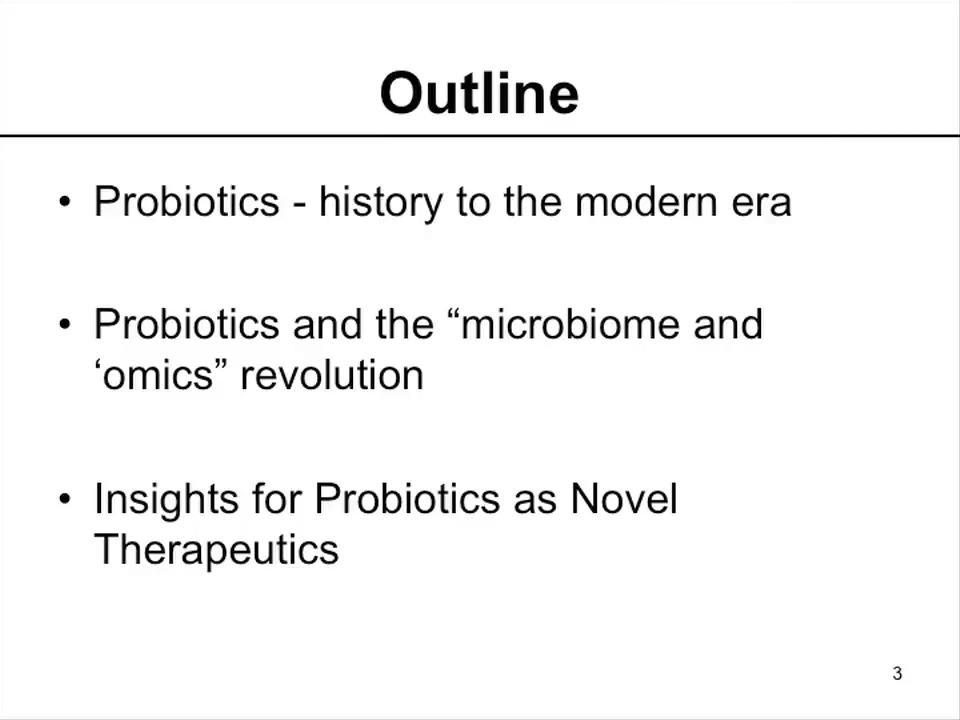 Outline
• Probiotics - history to the modern era
• Probiotics and the “microbiome and
‘omics” revolution
• Insights for Probiotics as Novel
Therapeutics
3